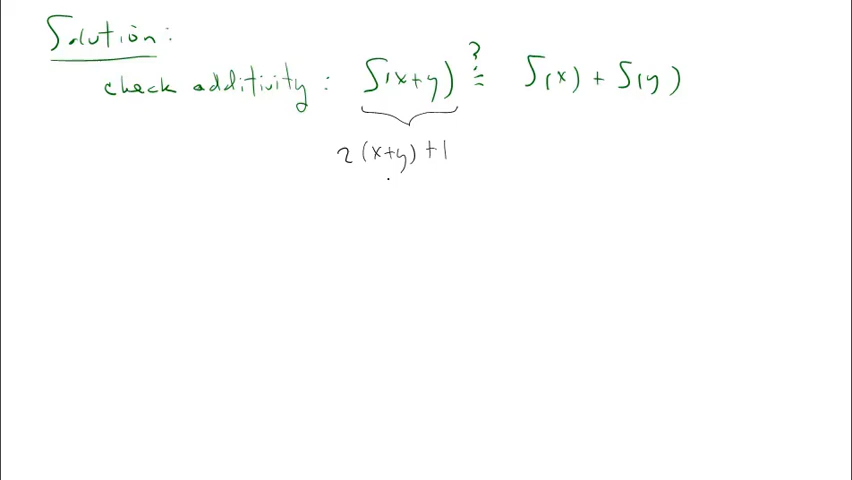 Solution:
check additivity: S(x+y) ?= S(x) + S(y)
2(x+y)+1